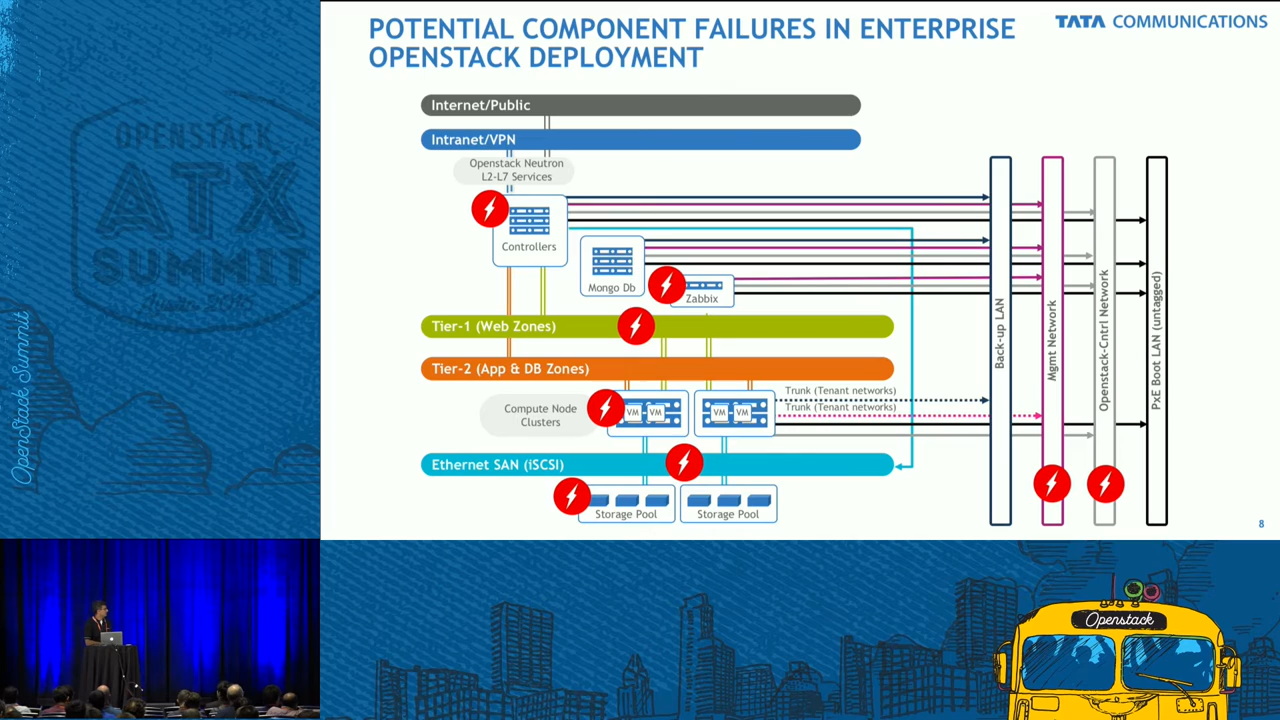 POTENTIAL COMPONENT FAILURES IN ENTERPRISE
OPENSTACK DEPLOYMENT
TATA COMMUNICATIONS
Internet/Public
Intranet/VPN
Openstack Neutron
L2-L7 Services
Controllers
Mongo Db
Zabbix
Tier-1 (Web Zones)
Tier-2 (App & DB Zones)
Compute Node
Clusters
VM VM
VM VM
Trunk (Tenant networks)
Trunk (Tenant networks)
Ethernet SAN (iSCSI)
Storage Pool
Storage Pool
Back-up LAN
Mgmt Network
Openstack-Cntrl Network
PxE Boot LAN (untagged)
8
OPENSTACK
ATX
SUMMIT
OpenStack Summit
Openstack